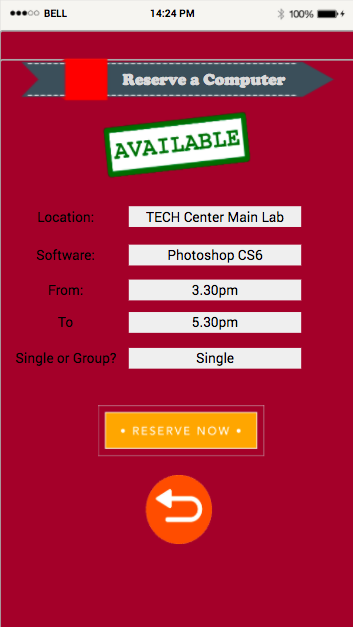 BELL 14:24 PM 100%
Reserve a Computer
AVAILABLE
Location: TECH Center Main Lab
Software: Photoshop CS6
From: 3.30pm
To 5.30pm
Single or Group? Single
• RESERVE NOW •